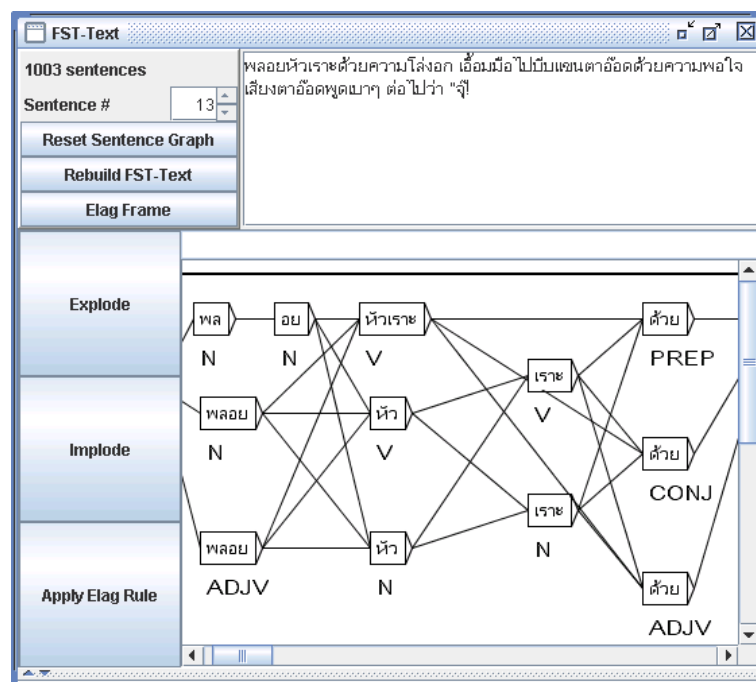 FST-Text
1003 sentences
Sentence # 13
Reset Sentence Graph
Rebuild FST-Text
Elag Frame
พลอยหัวเราะด้วยความโล่งอก เอื้อมมือไปบีบแขนตาอ๊อดด้วยความพอใจ
เสียงตาอ๊อดพูดเบาๆ ต่อไปว่า "จุ๊!
Explode
Implode
Apply Elag Rule
พล อย หัวเราะ ด้วย
N N V PREP
เราะ
V
พลอย หัว
N V
ด้วย
CONJ
เราะ
N
พลอย หัว
ADJV N
ด้วย
ADJV